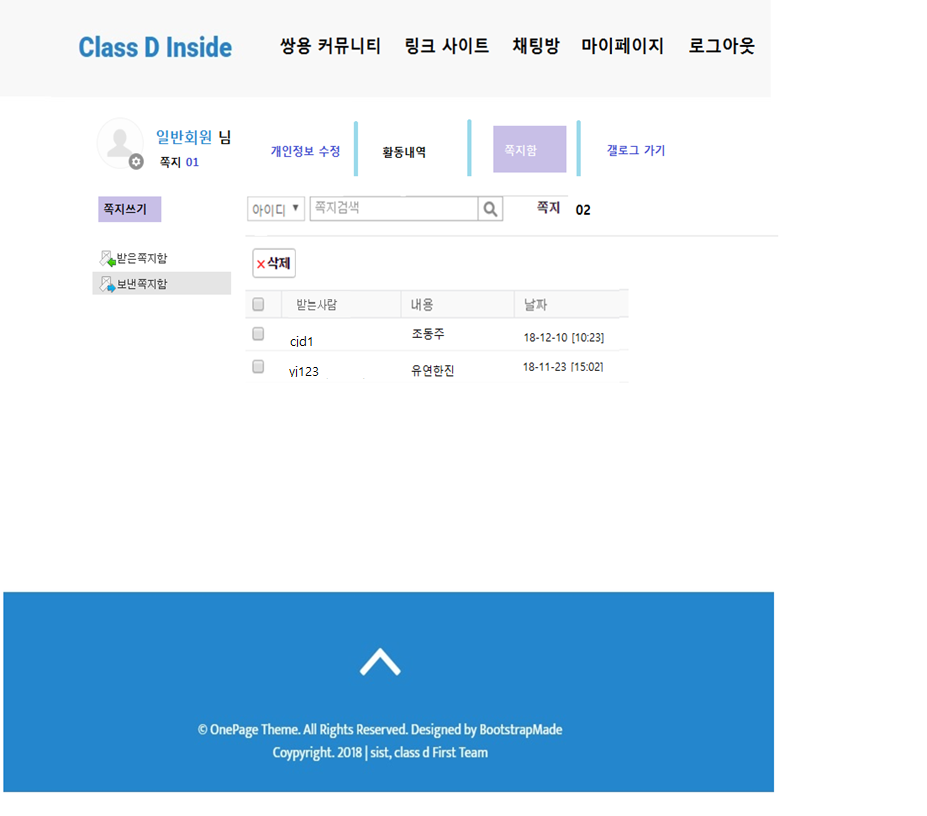 Class D Inside 쌍용 커뮤니티 링크 사이트 채팅방 마이페이지 로그아웃
일반회원 님
쪽지 01
개인정보 수정 활동내역 쪽지함 갤로그 가기
쪽지쓰기
아이디 ▼ 쪽지검색 쪽지 02
받은쪽지함
보낸쪽지함
×삭제
받는사람 내용 날짜
cjd1 조동주 18-12-10 [10:23]
yj123 유연한진 18-11-23 [15:02]
© OnePage Theme. All Rights Reserved. Designed by BootstrapMade
Coypyright. 2018 | sist, class d First Team